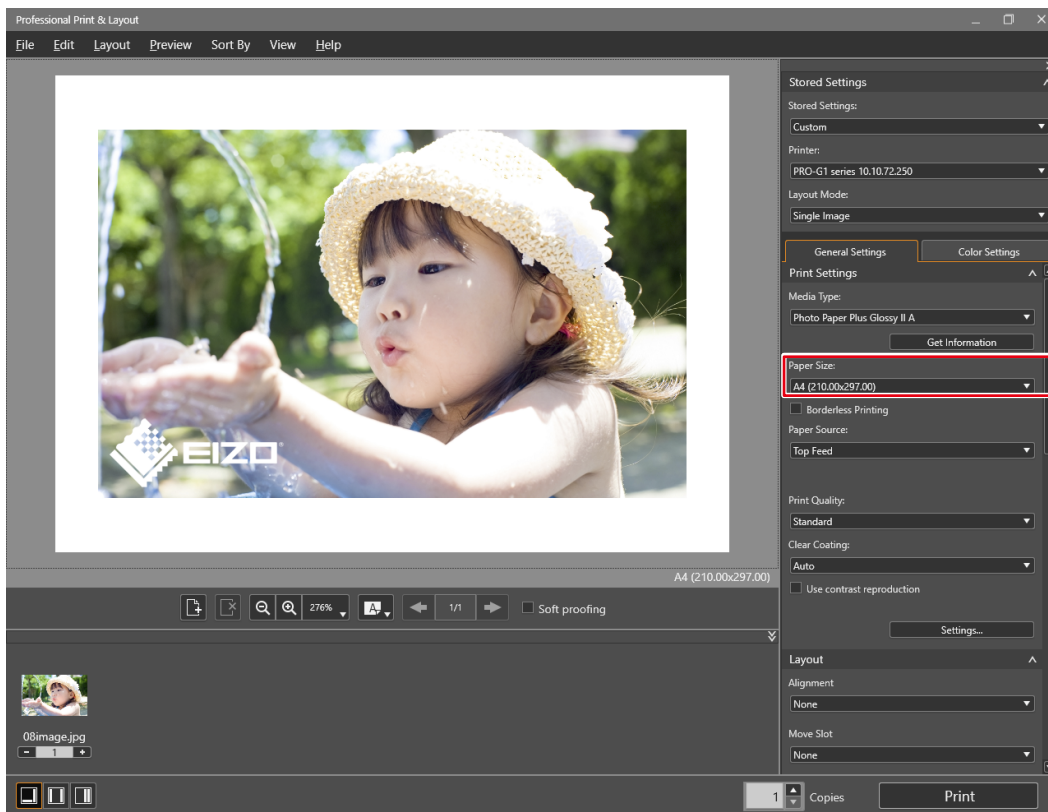 Professional Print & Layout
File Edit Layout Preview Sort By View Help
EIZO
A4 (210.00x297.00)
276%
A
1/1
Soft proofing
08image.jpg
- 1 +
Stored Settings
Stored Settings:
Custom
Printer:
PRO-G1 series 10.10.72.250
Layout Mode:
Single Image
General Settings Color Settings
Print Settings
Media Type:
Photo Paper Plus Glossy II A
Get Information
Paper Size:
A4 (210.00x297.00)
Borderless Printing
Paper Source:
Top Feed
Print Quality:
Standard
Clear Coating:
Auto
Use contrast reproduction
Settings...
Layout
Alignment
None
Move Slot
None
1 Copies Print